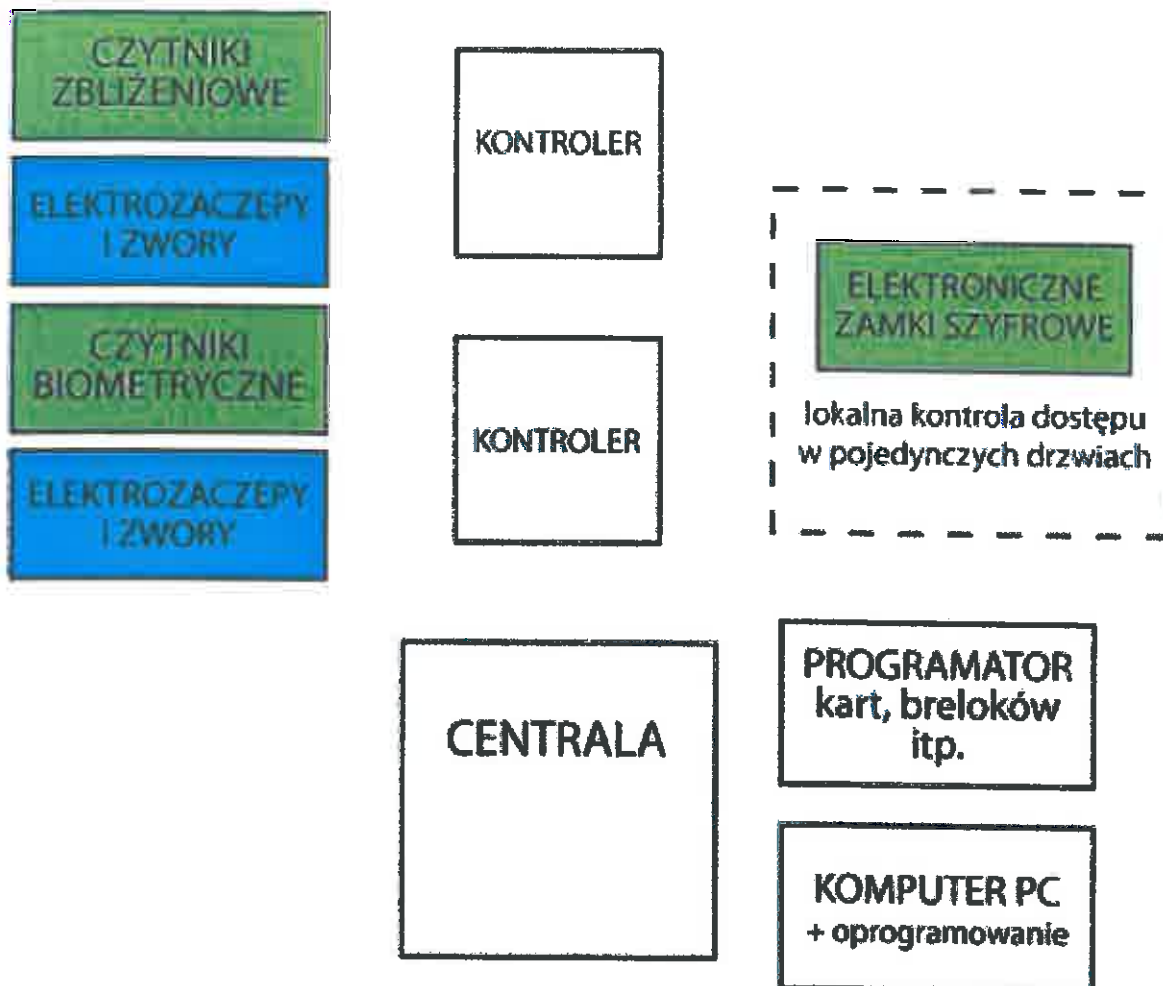 CZYTNIKI
ZBLIŻENIOWE
ELEKTROZACZEPY
I ZWORY
CZYTNIKI
BIOMETRYCZNE
ELEKTROZACZEPY
I ZWORY
KONTROLER
KONTROLER
ELEKTRONICZNE
ZAMKI SZYFROWE
lokalna kontrola dostępu
w pojedynczych drzwiach
CENTRALA
PROGRAMATOR
kart, breloków
itp.
KOMPUTER PC
+ oprogramowanie